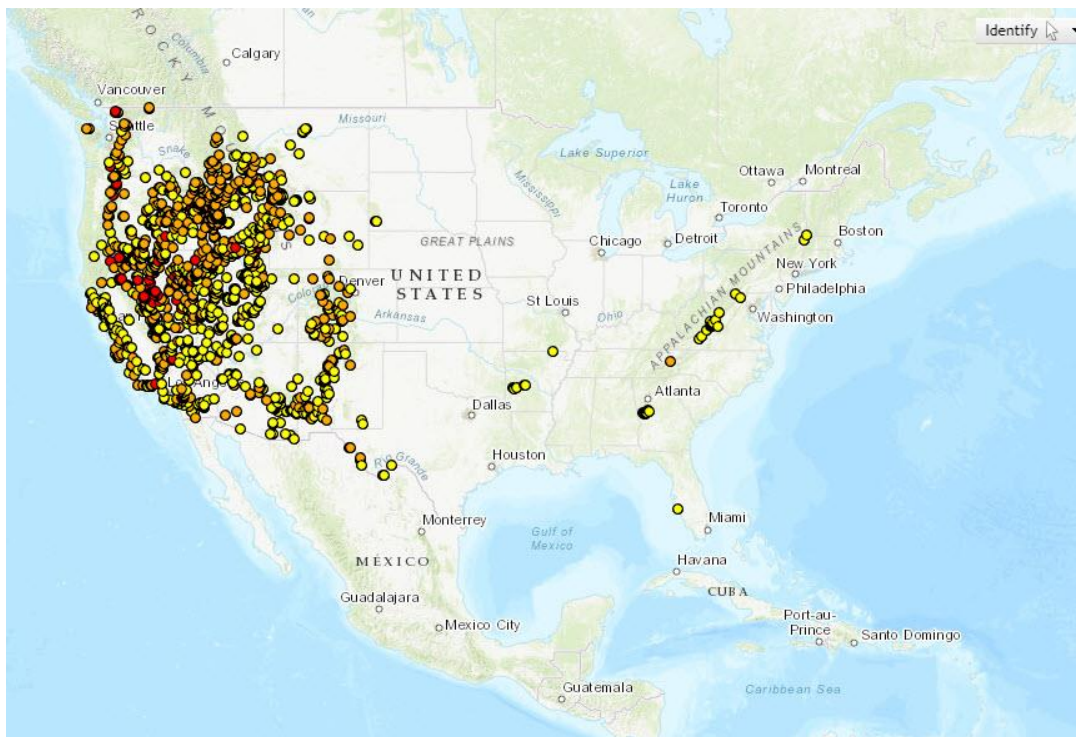 Identify
ROCKY M
Columbia
Calgary
Vancouver
Seattle
Missouri
Snake
Lake Superior
Ottawa
Montreal
Mississippi
Lake
Huron
Toronto
GREAT PLAINS
Chicago
Detroit
Boston
New York
APPALACHIAN MOUNTAINS
Philadelphia
UNITED
STATES
Denver
St Louis
Ohio
Washington
Arkansas
Los Angeles
Atlanta
Dallas
Houston
Rio Grande
Monterrey
Gulf of
Mexico
Miami
MÉXICO
Havana
CUBA
Guadalajara
Mexico City
Port-au-
Prince
Santo Domingo
Guatemala
Caribbean Sea